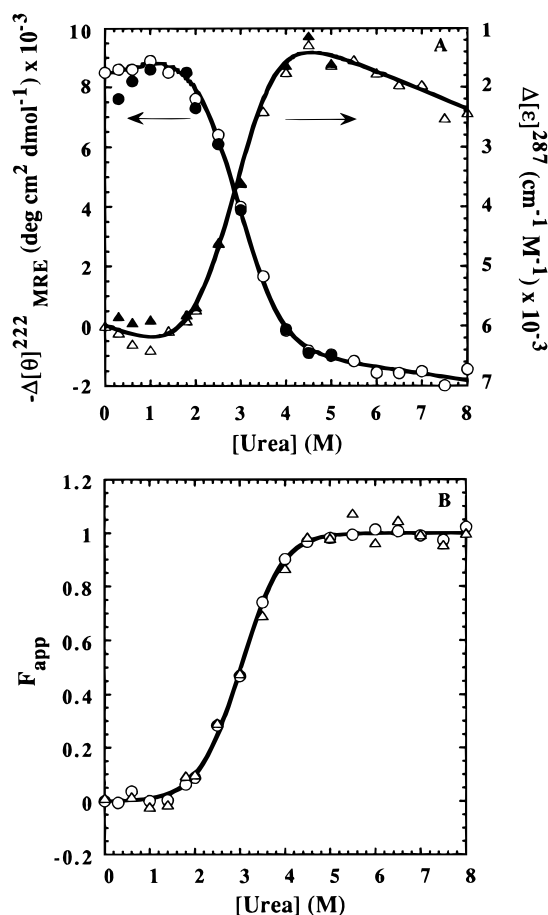 A
-Δ[θ]²²² MRE (deg cm² dmol⁻¹) x 10⁻³
10
8
6
4
2
0
-2
1
2
3
4
5
6
7
Δ[ε]²⁸⁷ (cm⁻¹ M⁻¹) x 10⁻³
0 1 2 3 4 5 6 7 8
[Urea] (M)
B
F app
1.2
1
0.8
0.6
0.4
0.2
0
-0.2
0 1 2 3 4 5 6 7 8
[Urea] (M)